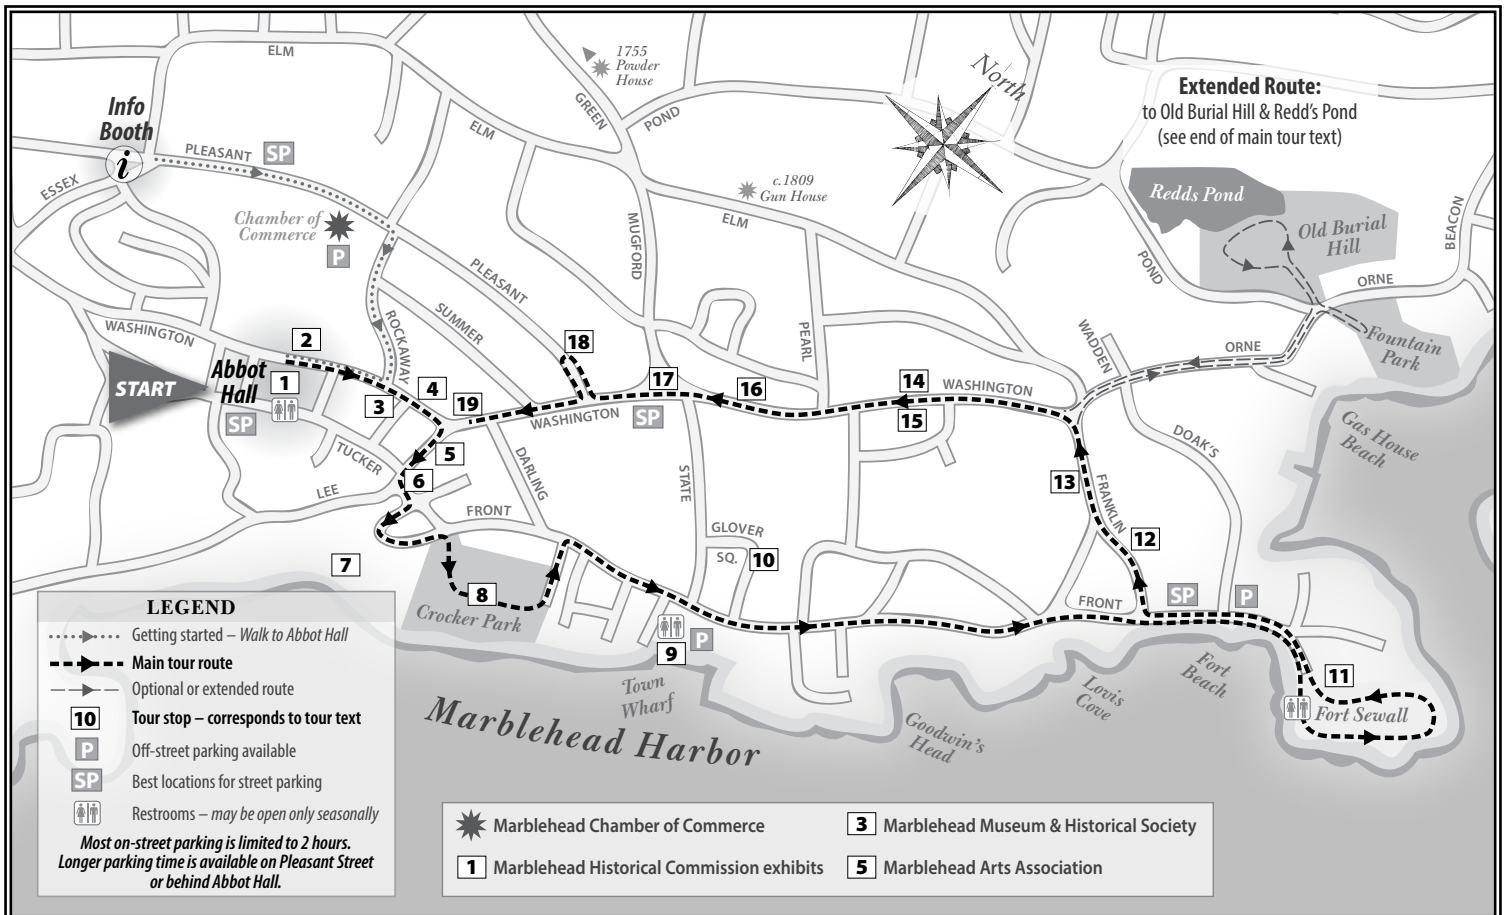 ELM
1755
Powder
House
North
Extended Route:
to Old Burial Hill & Redd's Pond
(see end of main tour text)
Info
Booth
i
GREEN
POND
ELM
PLEASANT
SP
ESSEX
c.1809
Gun House
Redds Pond
Chamber of
Commerce
P
ELM
MUGFORD
Old Burial
Hill
BEACON
POND
ORNE
PLEASANT
SUMMER
ROCKAWAY
WASHINGTON
2
18
PEARL
WADDEN
ORNE
Fountain
Park
START
Abbot
Hall
1
SP
3
4
19
17
16
14
WASHINGTON
15
WASHINGTON
SP
Gas House
Beach
DOAK'S
TUCKER
5
6
LEE
DARLING
STATE
13
FRANKLIN
FRONT
GLOVER
SQ.
10
12
7
8
Crocker Park
FRONT
SP
P
9
P
Town
Wharf
Fort
Beach
Lovis
Cove
11
Fort Sewall
Goodwin's
Head
Marblehead Harbor
LEGEND
Getting started – Walk to Abbot Hall
Main tour route
Optional or extended route
10 Tour stop – corresponds to tour text
P Off-street parking available
SP Best locations for street parking
Restrooms – may be open only seasonally
Most on-street parking is limited to 2 hours.
Longer parking time is available on Pleasant Street
or behind Abbot Hall.
Marblehead Chamber of Commerce
1 Marblehead Historical Commission exhibits
3 Marblehead Museum & Historical Society
5 Marblehead Arts Association